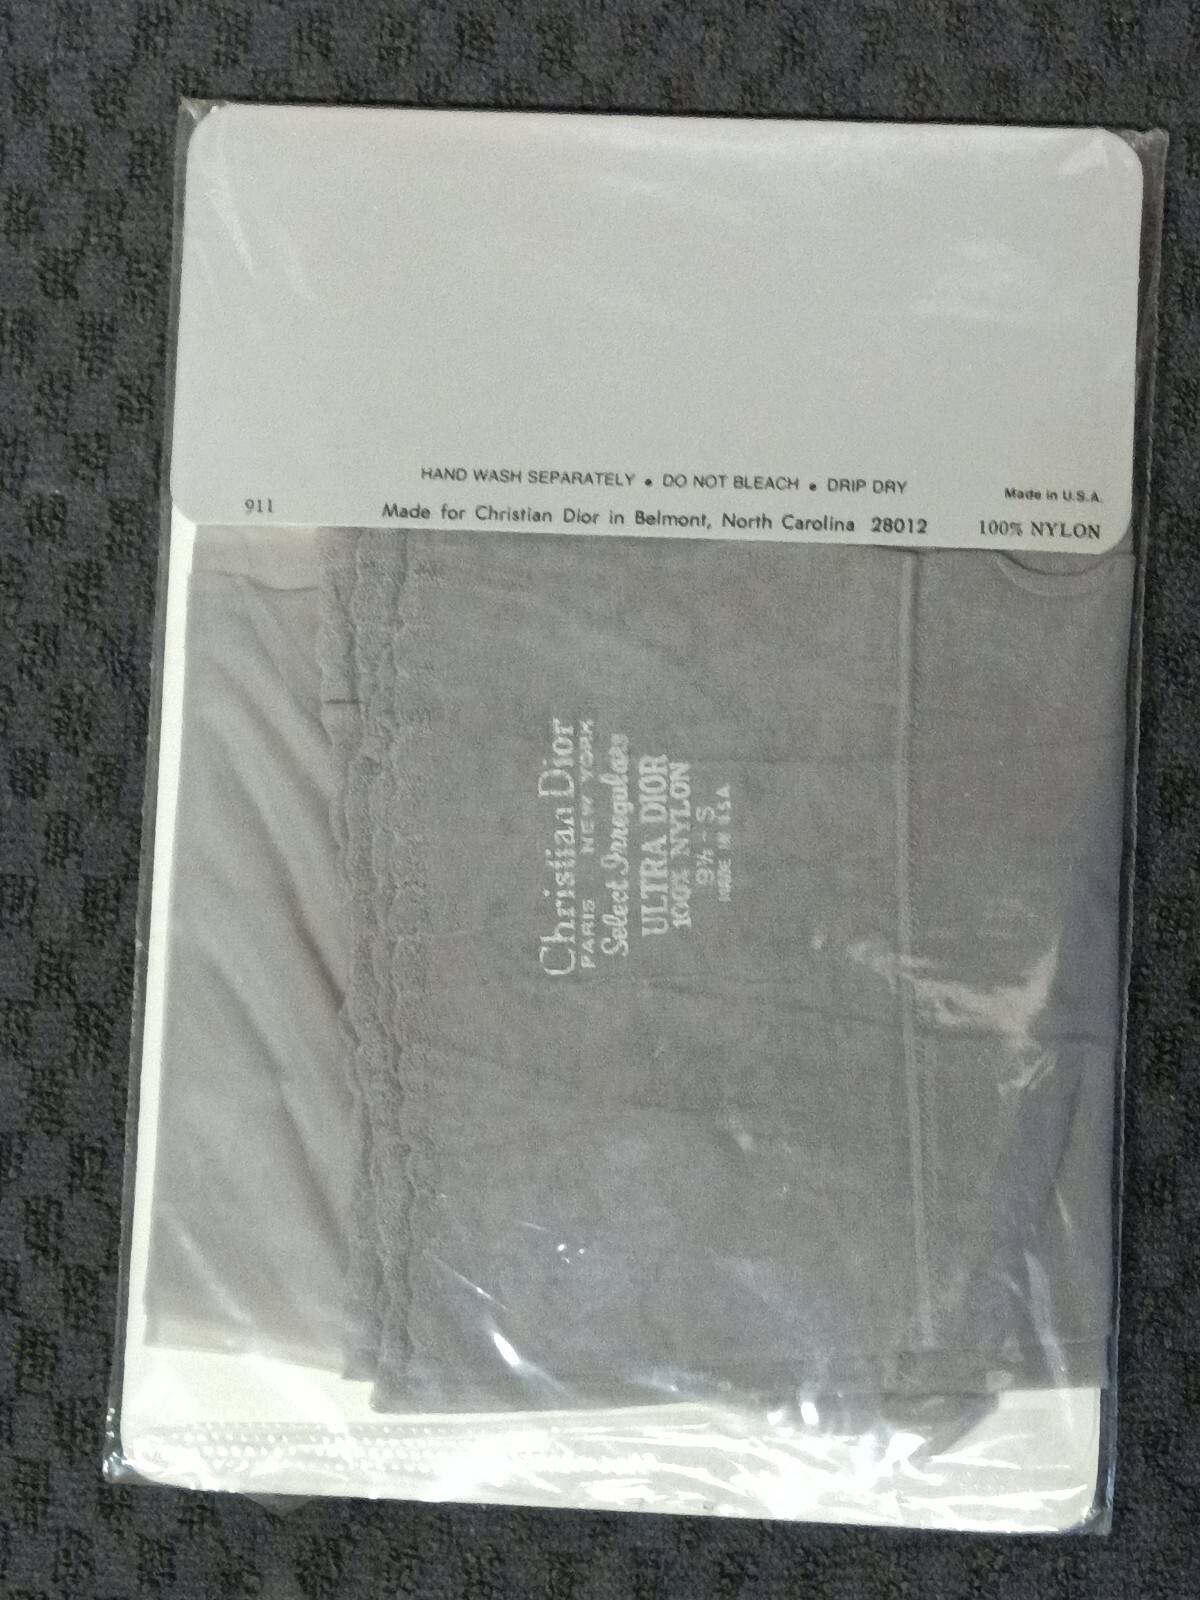 HAND WASH SEPARATELY • DO NOT BLEACH • DRIP DRY
Made in U.S.A.
911
Made for Christian Dior in Belmont, North Carolina 28012
100% NYLON
Christian Dior
PARIS NEW YORK
Select Irregulars
ULTRA DIOR
100% NYLON
9½ - S
MADE IN USA